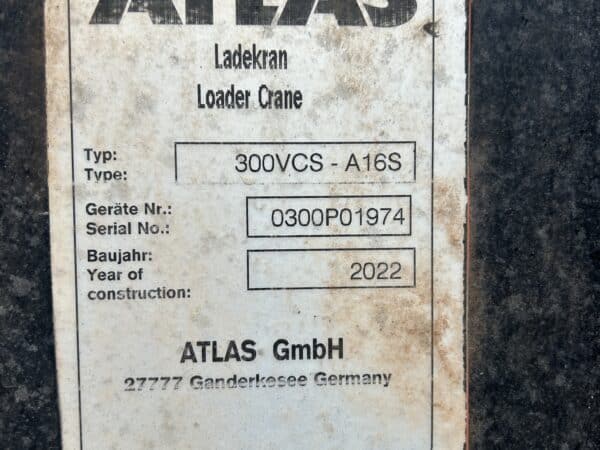 ATLAS
Ladekran
Loader Crane
Typ:
Type:
300VCS - A16S
Geräte Nr.:
Serial No.:
0300P01974
Baujahr:
Year of
construction:
2022
ATLAS GmbH
27777 Ganderkesee Germany